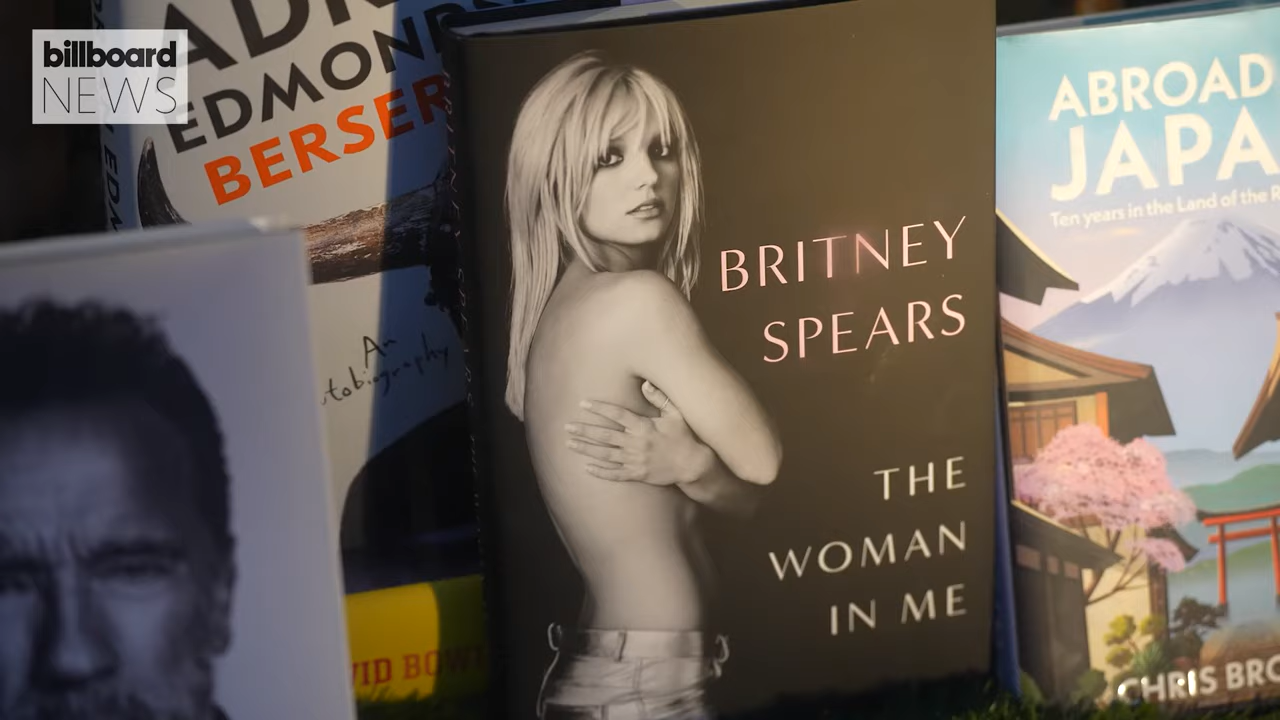 billboard
NEWS
EDMOND
BERSER
An
tobiography
BRITNEY
SPEARS
THE
WOMAN
IN ME
ABROAD
JAPA
Ten years in the Land of the R
CHRIS BRO
VID BOW